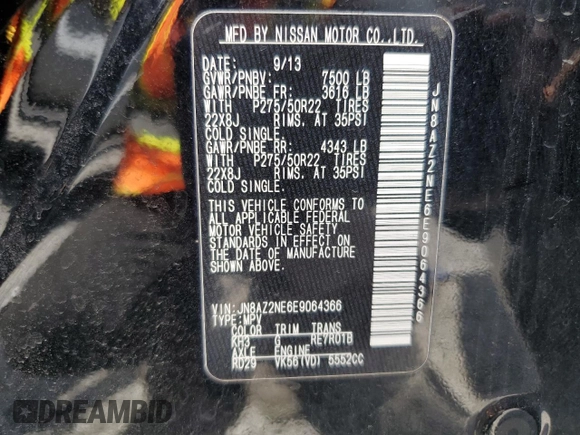 MFD BY NISSAN MOTOR CO.,LTD.
DATE: 9/13
GVWR/PNBV: 7500 LB
GAWR/PNBE FR: 3616 LB
WITH P275/50R22 TIRES
22X8J RIMS. AT 35PSI
COLD SINGLE.
GAWR/PNBE RR: 4343 LB
WITH P275/50R22 TIRES
22X8J RIMS. AT 35PSI
COLD SINGLE.
THIS VEHICLE CONFORMS TO
ALL APPLICABLE FEDERAL
MOTOR VEHICLE SAFETY
STANDARDS IN EFFECT ON
THE DATE OF MANUFACTURE
SHOWN ABOVE.
VIN:JN8AZ2NE6E9064366
TYPE:MPV
COLOR TRIM TRANS
KH3 G RE7R01B
AXLE ENGINE
RD29 VK56(VD) 5552CC
JN8AZ2NE6E9064366
DREAMBID